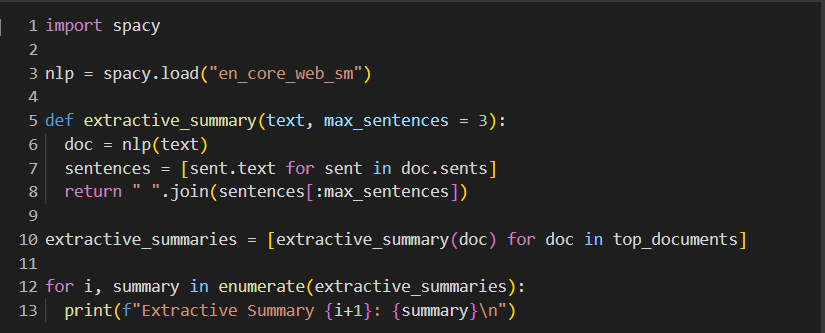 1 import spacy
2
3 nlp = spacy.load("en_core_web_sm")
4
5 def extractive_summary(text, max_sentences = 3):
6   doc = nlp(text)
7   sentences = [sent.text for sent in doc.sents]
8   return " ".join(sentences[:max_sentences])
9
10 extractive_summaries = [extractive_summary(doc) for doc in top_documents]
11
12 for i, summary in enumerate(extractive_summaries):
13   print(f"Extractive Summary {i+1}: {summary}\n")